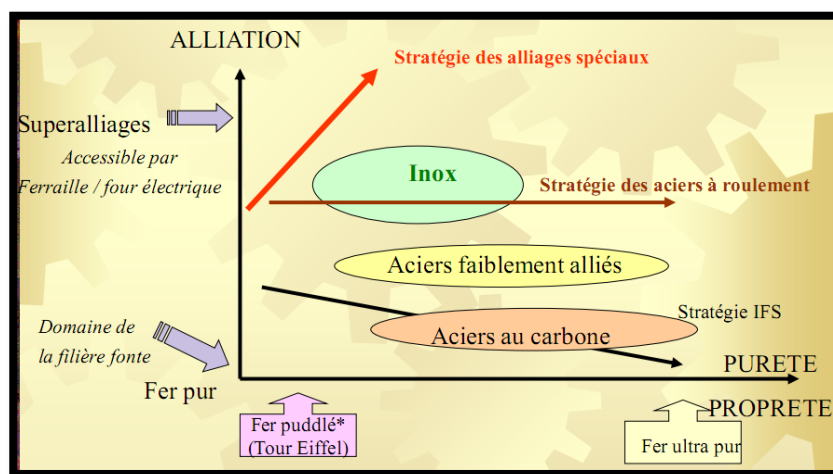 ALLIATION
Stratégie des alliages spéciaux
Superalliages
Accessible par
Ferraille / four électrique
Inox
Stratégie des aciers à roulement
Aciers faiblement alliés
Domaine de
la filière fonte
Stratégie IFS
Aciers au carbone
PURETE
Fer pur
PROPRETE
Fer puddlé*
(Tour Eiffel)
Fer ultra pur